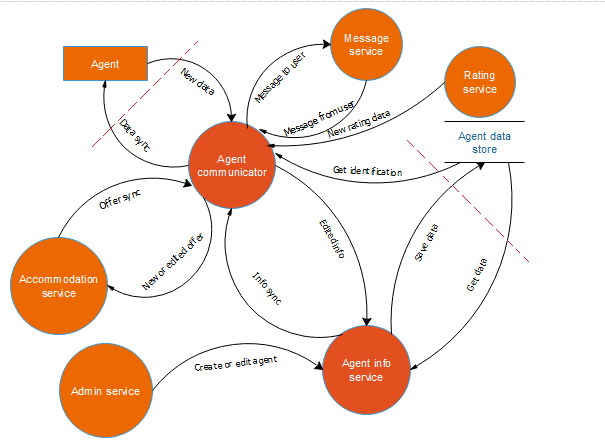 Message
service
Agent
New data
Message to user
Rating
service
Data sync
Message from user
New rating data
Agent data
store
Agent
communicator
Get identification
Offer sync
Edited info
Save data
New or edited offer
Info sync
Get data
Accommodation
service
Agent info
service
Create or edit agent
Admin service